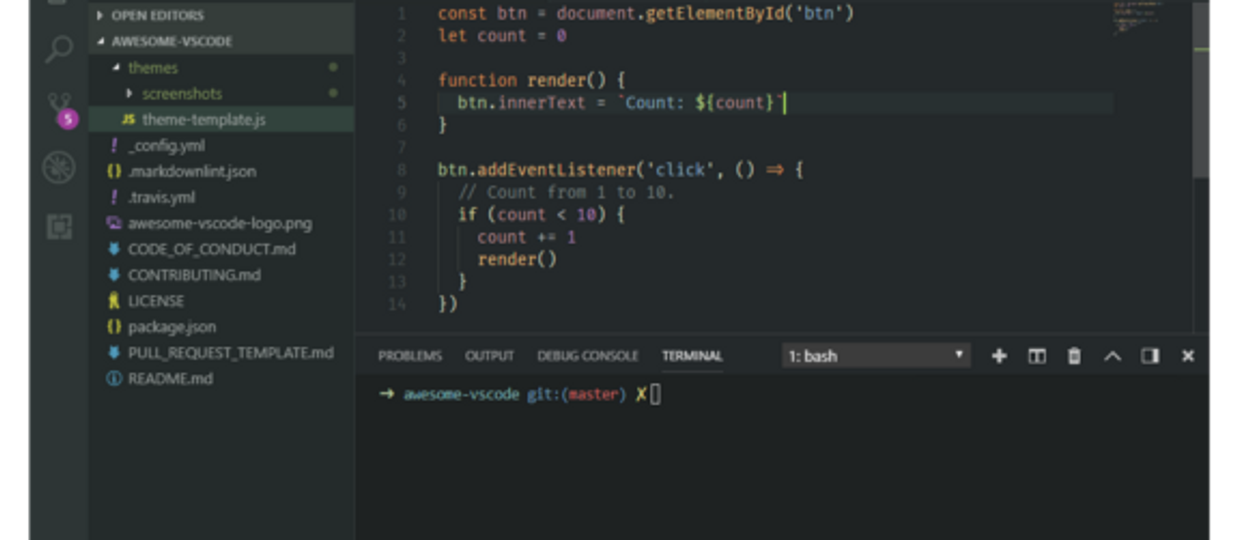 OPEN EDITORS
AWESOME-VSCODE
themes
screenshots
JS theme-template.js
5
! _config.yml
{} .markdownlint.json
! .travis.yml
awesome-vscode-logo.png
CODE_OF_CONDUCT.md
CONTRIBUTING.md
LICENSE
{} package.json
PULL_REQUEST_TEMPLATE.md
README.md
1 const btn = document.getElementById('btn')
2 let count = 0
3
4 function render() {
5   btn.innerText = `Count: ${count}`
6 }
7
8 btn.addEventListener('click', () => {
9   // Count from 1 to 10.
10   if (count < 10) {
11     count += 1
12     render()
13   }
14 })
PROBLEMS OUTPUT DEBUG CONSOLE TERMINAL 1: bash
➜ awesome-vscode git:(master) ✗